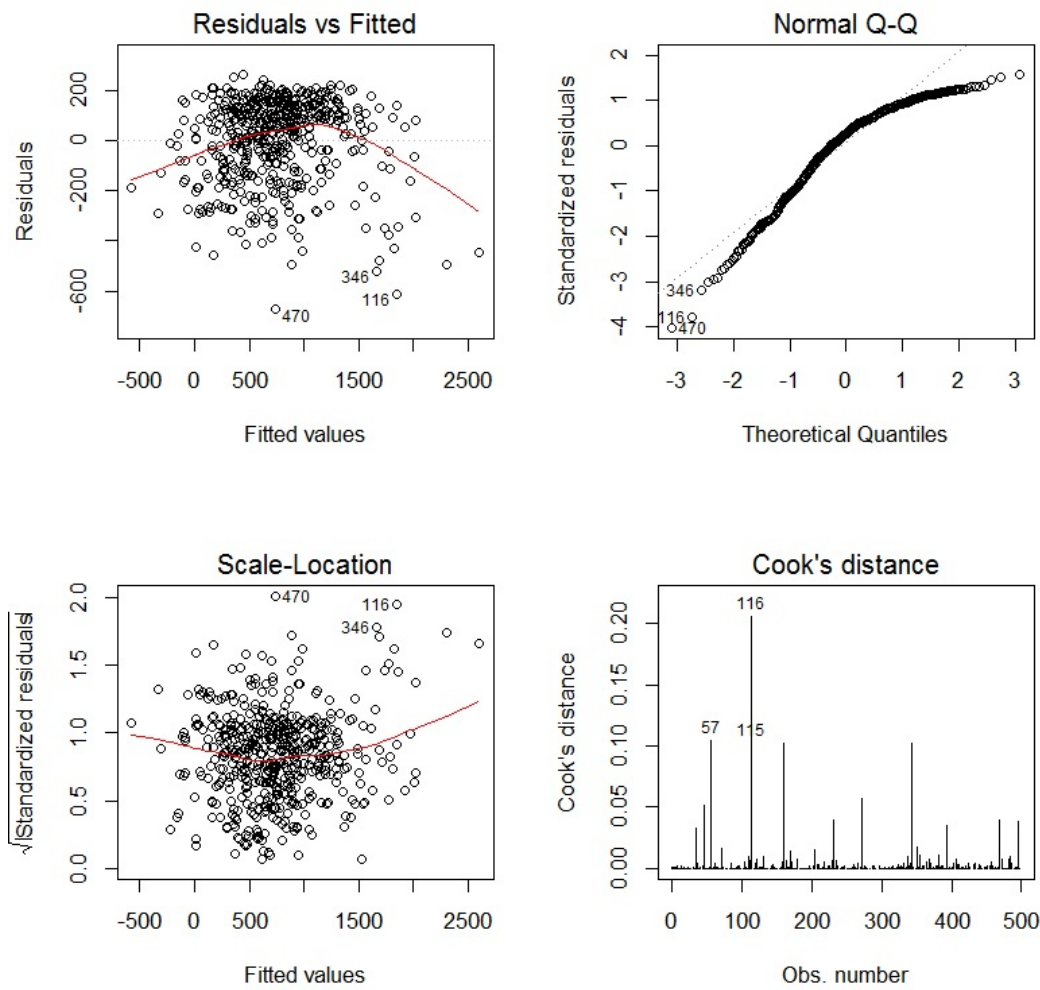 Residuals vs Fitted
Residuals
200
0
-200
-600
346
116
470
-500 0 500 1500 2500
Fitted values
Normal Q-Q
Standardized residuals
2
1
0
-1
-2
-3
-4
346
116
470
-3 -2 -1 0 1 2 3
Theoretical Quantiles
Scale-Location
√|Standardized residuals|
2.0
1.5
1.0
0.5
0.0
470
116
346
-500 0 500 1500 2500
Fitted values
Cook's distance
Cook's distance
0.20
0.15
0.10
0.05
0.00
116
57
115
0 100 200 300 400 500
Obs. number